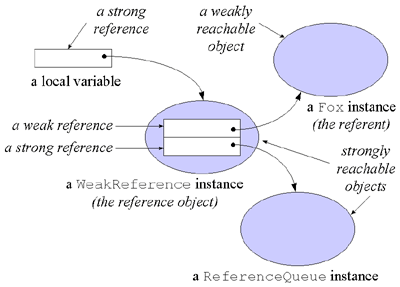 a strong
reference
a local variable
a weakly
reachable
object
a Fox instance
(the referent)
a weak reference
a strong reference
a WeakReference instance
(the reference object)
strongly
reachable
objects
a ReferenceQueue instance